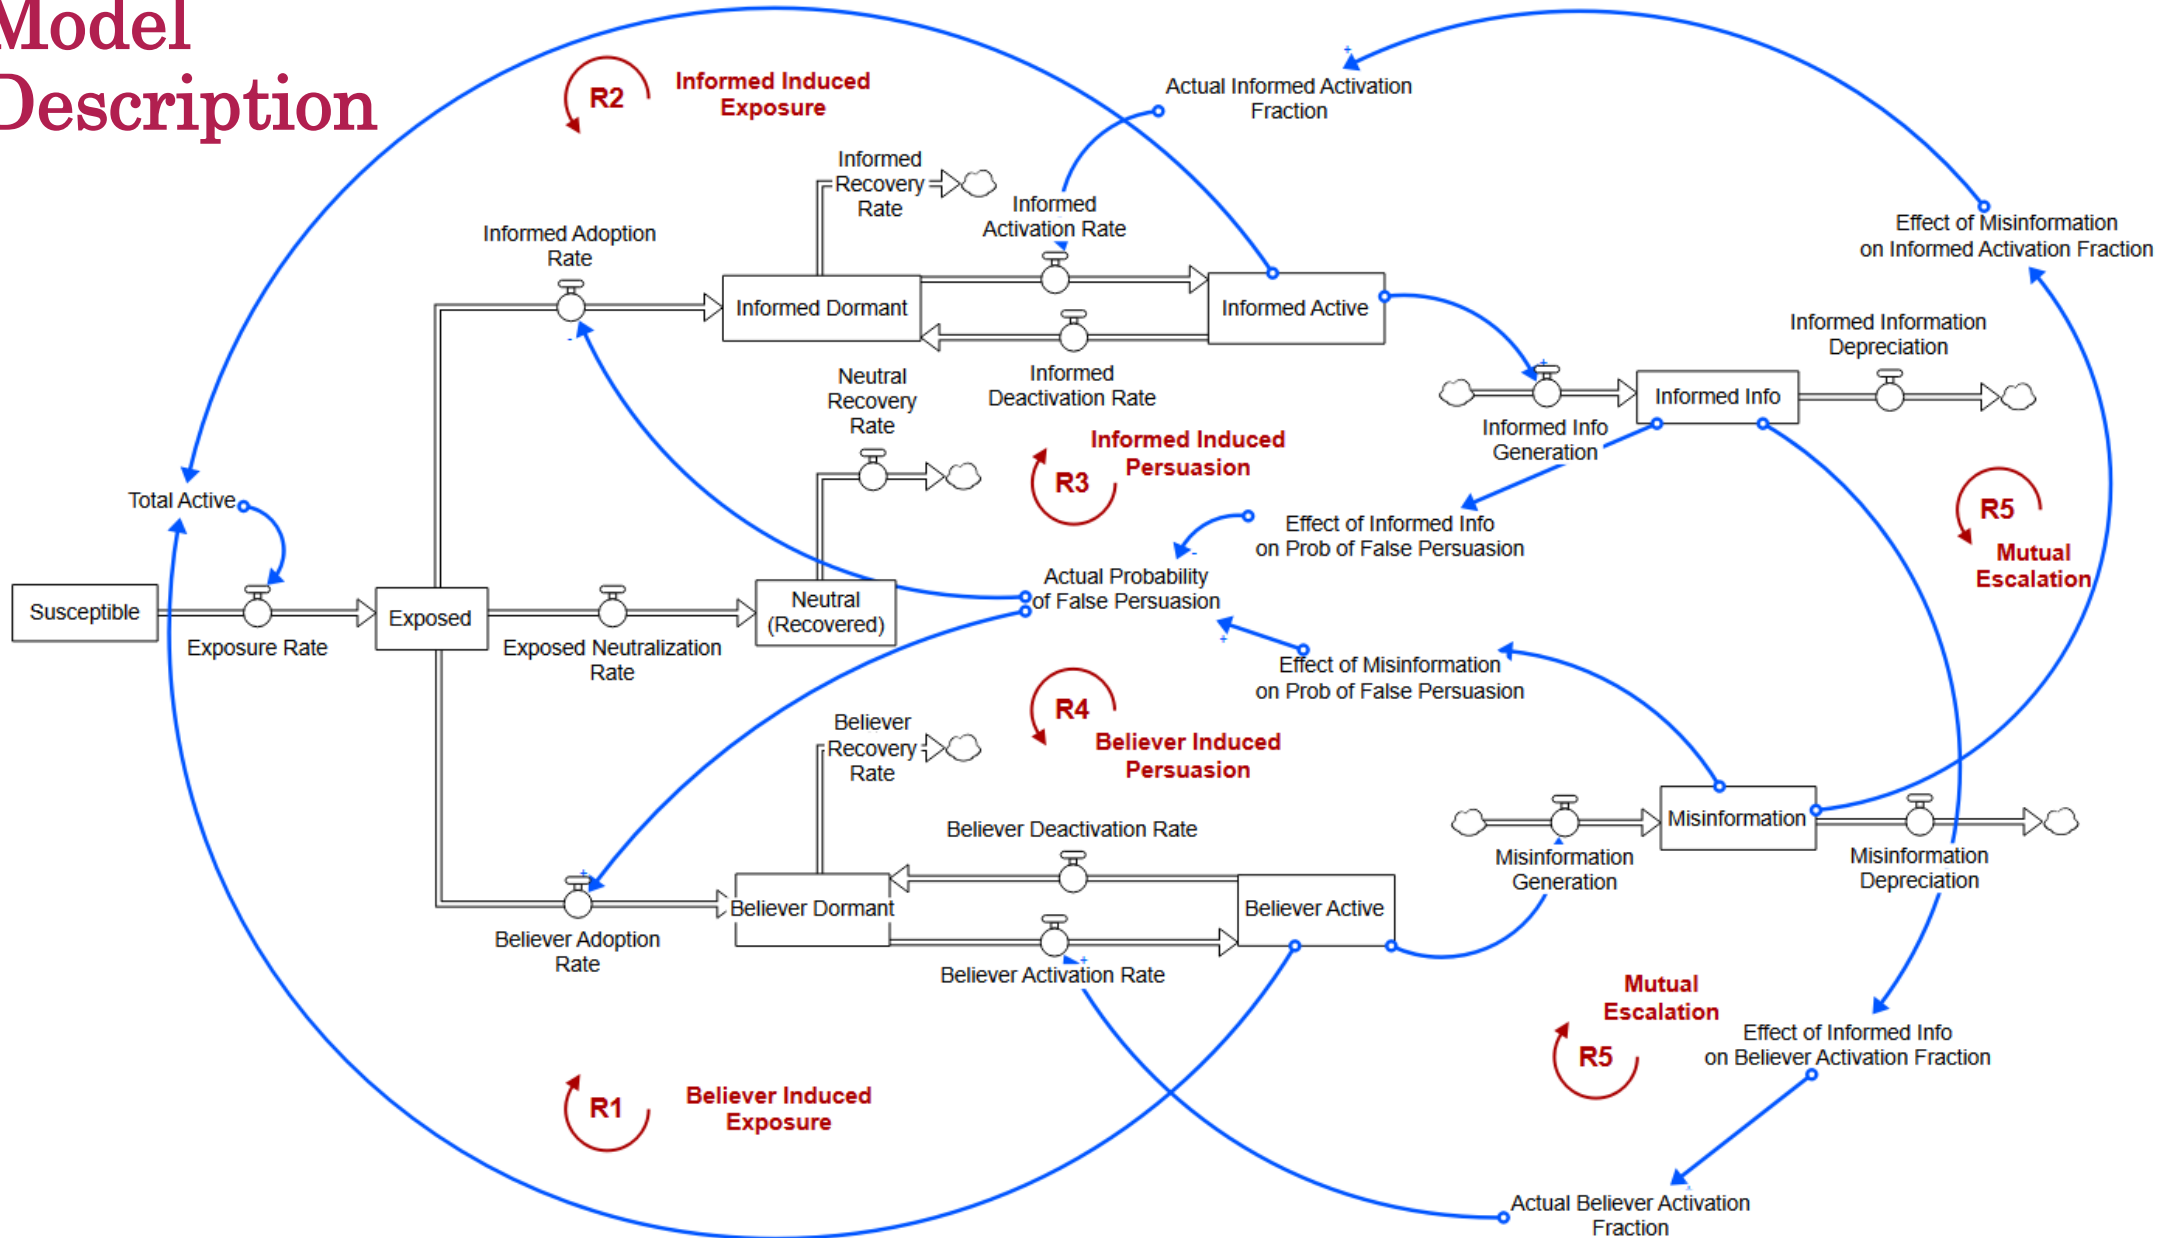 Model
Description
R2
Informed Induced
Exposure
Actual Informed Activation
Fraction
Informed
Recovery
Rate
Informed
Activation Rate
Effect of Misinformation
on Informed Activation Fraction
Informed Adoption
Rate
Informed Dormant
Informed Active
Informed
Deactivation Rate
Informed Information
Depreciation
Informed Info
Informed Info
Generation
Neutral
Recovery
Rate
Informed Induced
Persuasion
R3
R5
Mutual
Escalation
Total Active
Effect of Informed Info
on Prob of False Persuasion
Actual Probability
of False Persuasion
Susceptible
Exposure Rate
Exposed
Exposed Neutralization
Rate
Neutral
(Recovered)
Effect of Misinformation
on Prob of False Persuasion
R4
Believer Induced
Persuasion
Believer
Recovery
Rate
Believer Deactivation Rate
Misinformation
Misinformation
Generation
Misinformation
Depreciation
Believer Dormant
Believer Active
Believer Adoption
Rate
Believer Activation Rate
Mutual
Escalation
R5
Effect of Informed Info
on Believer Activation Fraction
R1
Believer Induced
Exposure
Actual Believer Activation
Fraction